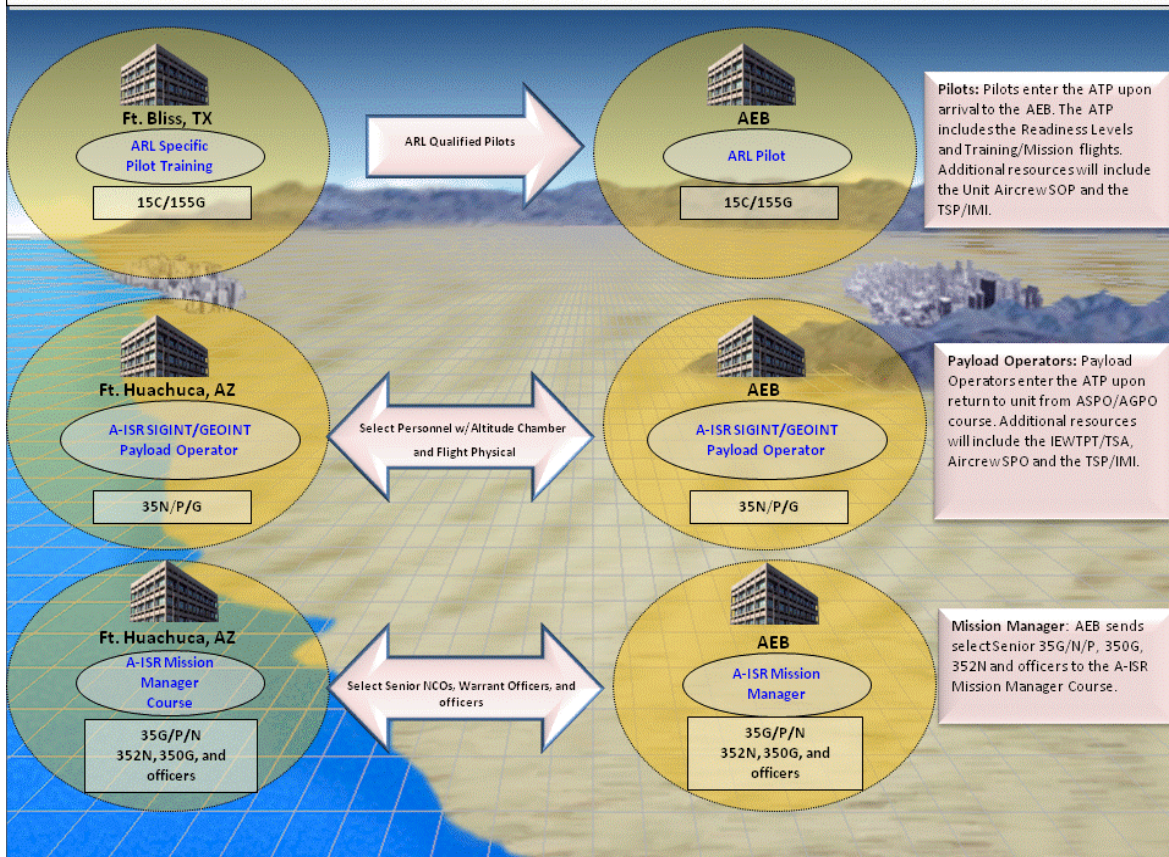 Ft. Bliss, TX
ARL Specific
Pilot Training
15C/155G
ARL Qualified Pilots
AEB
ARL Pilot
15C/155G
Pilots: Pilots enter the ATP upon
arrival to the AEB. The ATP
includes the Readiness Levels
and Training/Mission flights.
Additional resources will include
the Unit Aircrew SOP and the
TSP/IMI.
Ft. Huachuca, AZ
A-ISR SIGINT/GEOINT
Payload Operator
35N/P/G
Select Personnel w/Altitude Chamber
and Flight Physical
AEB
A-ISR SIGINT/GEOINT
Payload Operator
35N/P/G
Payload Operators: Payload
Operators enter the ATP upon
return to unit from ASPO/AGPO
course. Additional resources
will include the IEWTPT/TSA,
Aircrew SPO and the TSP/IMI.
Ft. Huachuca, AZ
A-ISR Mission
Manager
Course
35G/P/N
352N, 350G, and
officers
Select Senior NCOs, Warrant Officers, and
officers
AEB
A-ISR Mission
Manager
35G/P/N
352N, 350G, and
officers
Mission Manager: AEB sends
select Senior 35G/N/P, 350G,
352N and officers to the A-ISR
Mission Manager Course.